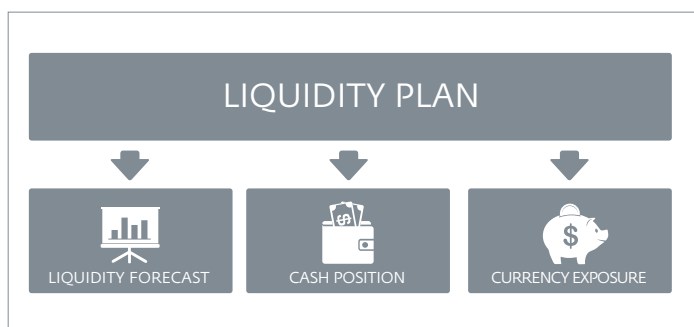 LIQUIDITY PLAN
LIQUIDITY FORECAST
CASH POSITION
$
CURRENCY EXPOSURE
$